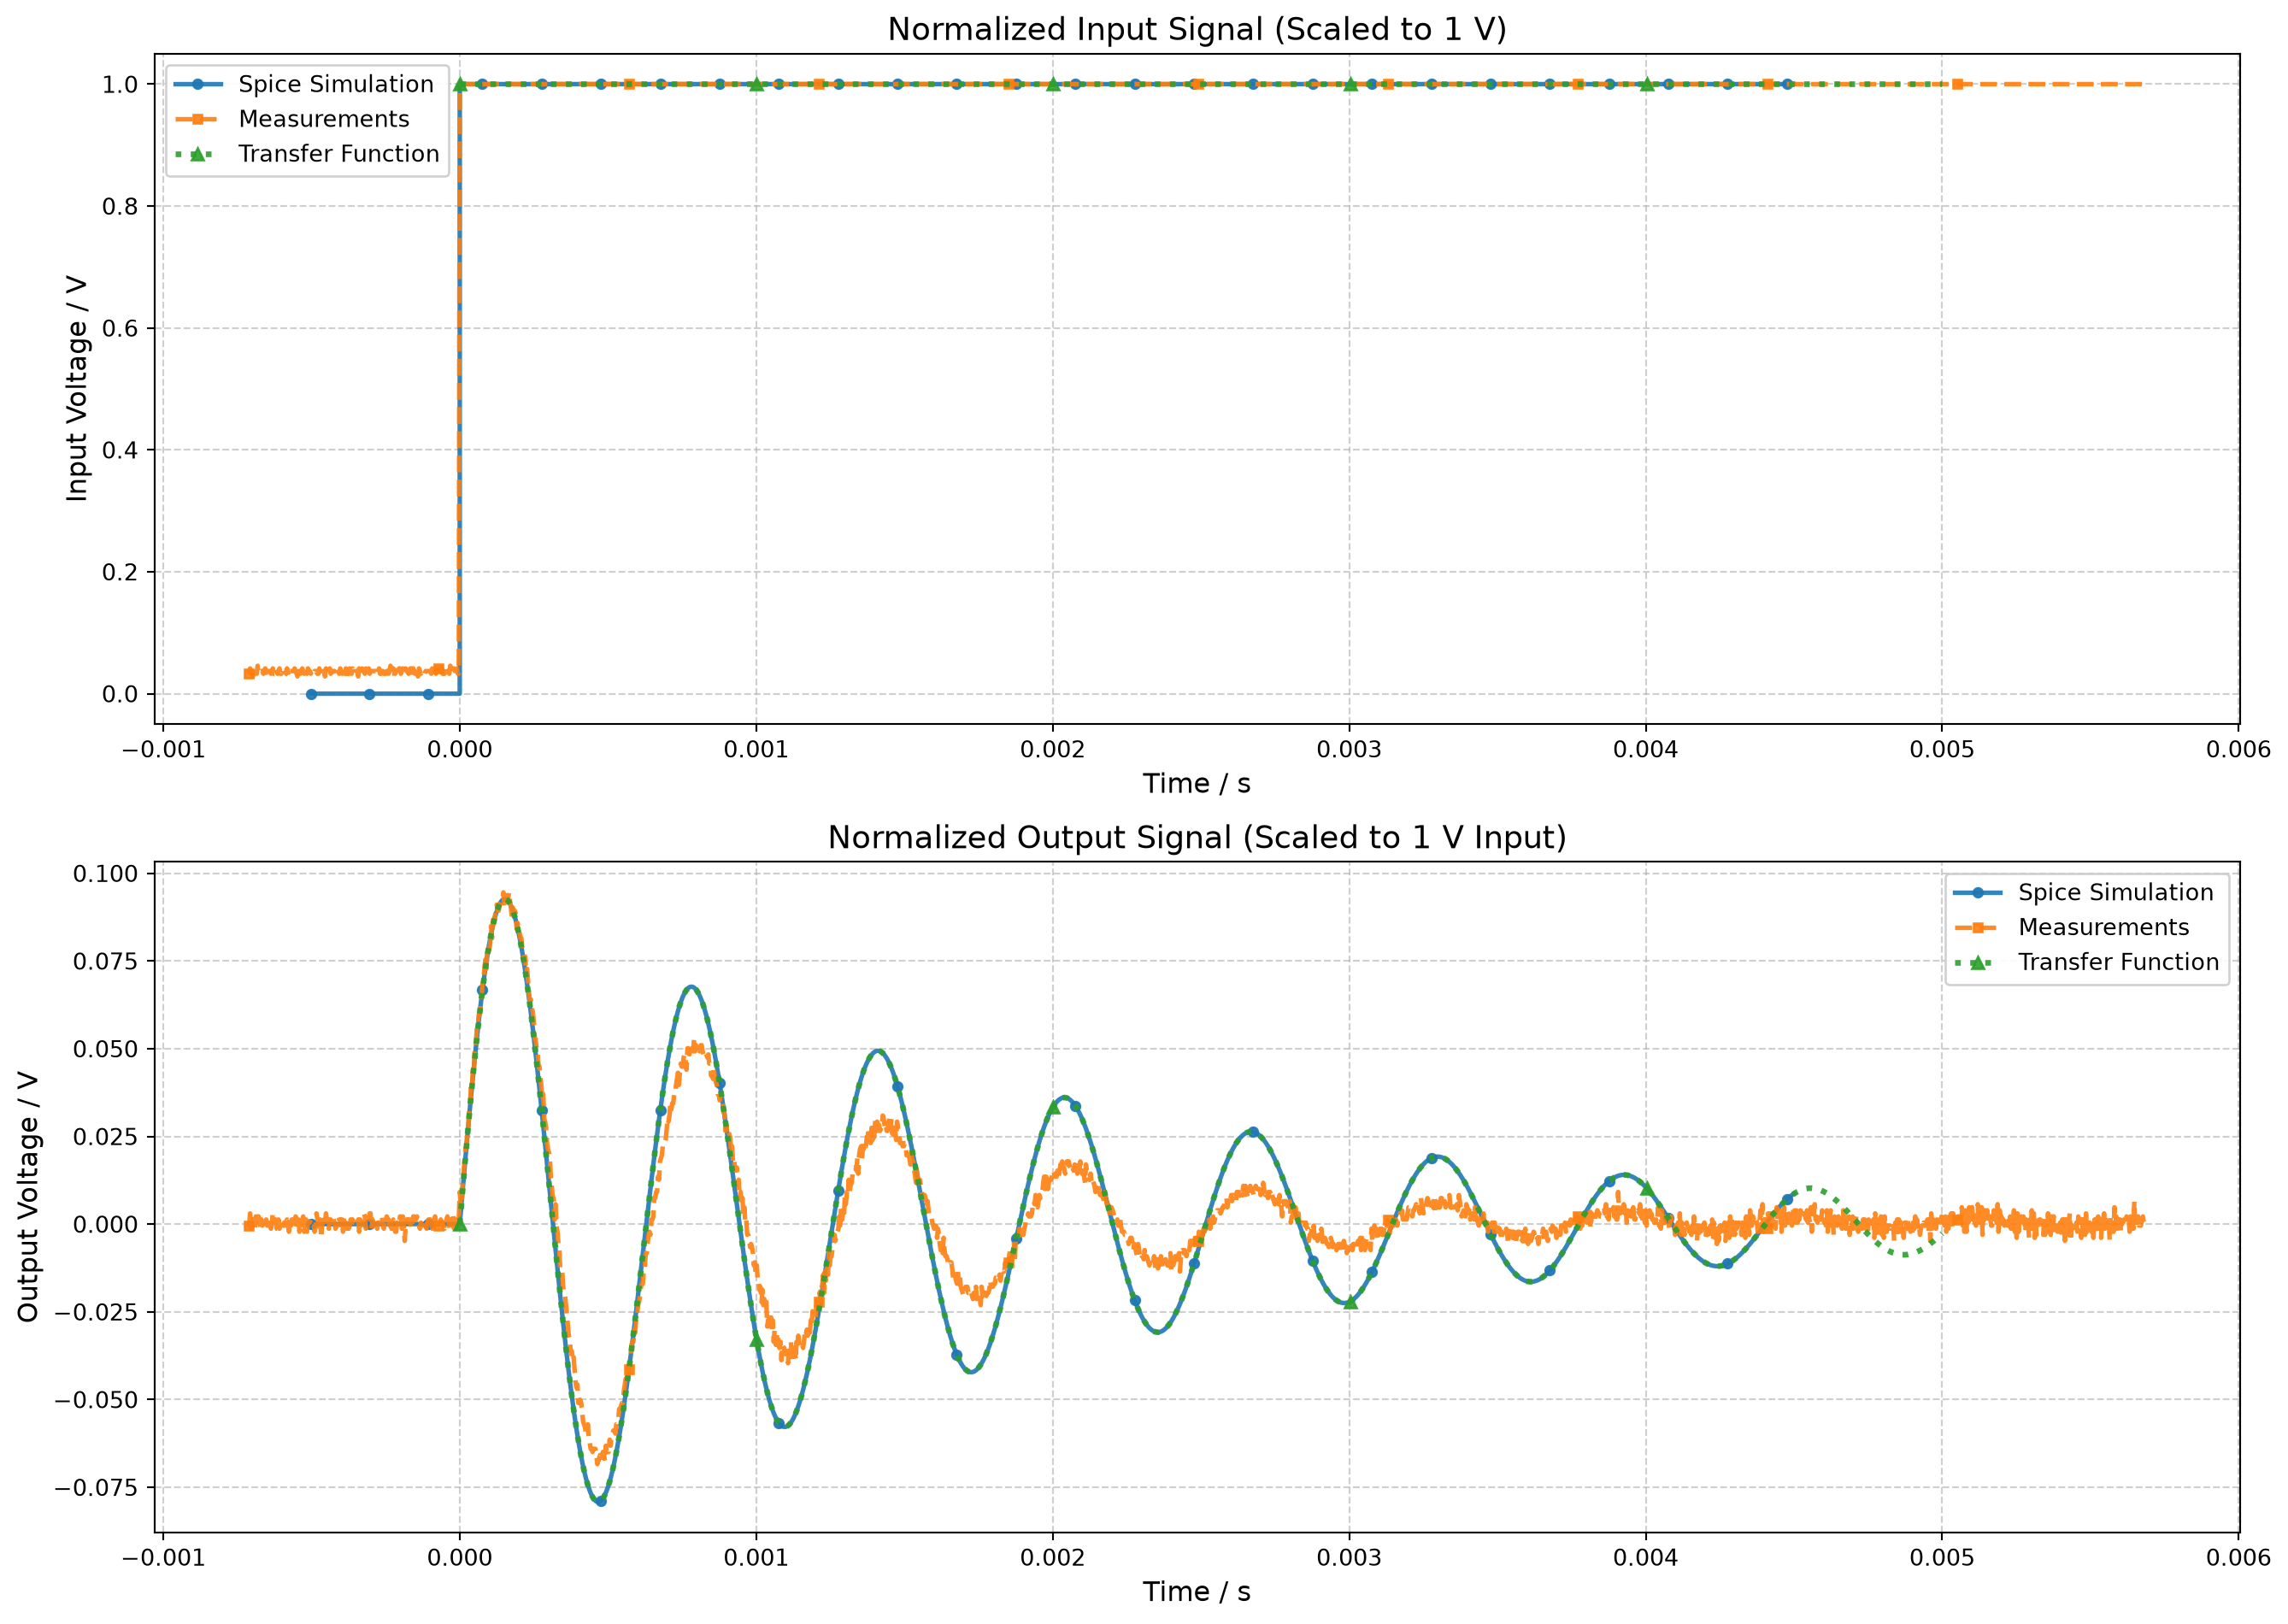 Normalized Input Signal (Scaled to 1 V)
Spice Simulation
Measurements
Transfer Function
1.0
0.8
0.6
0.4
0.2
0.0
Input Voltage / V
−0.001 0.000 0.001 0.002 0.003 0.004 0.005 0.006
Time / s
Normalized Output Signal (Scaled to 1 V Input)
Spice Simulation
Measurements
Transfer Function
0.100
0.075
0.050
0.025
0.000
−0.025
−0.050
−0.075
Output Voltage / V
−0.001 0.000 0.001 0.002 0.003 0.004 0.005 0.006
Time / s